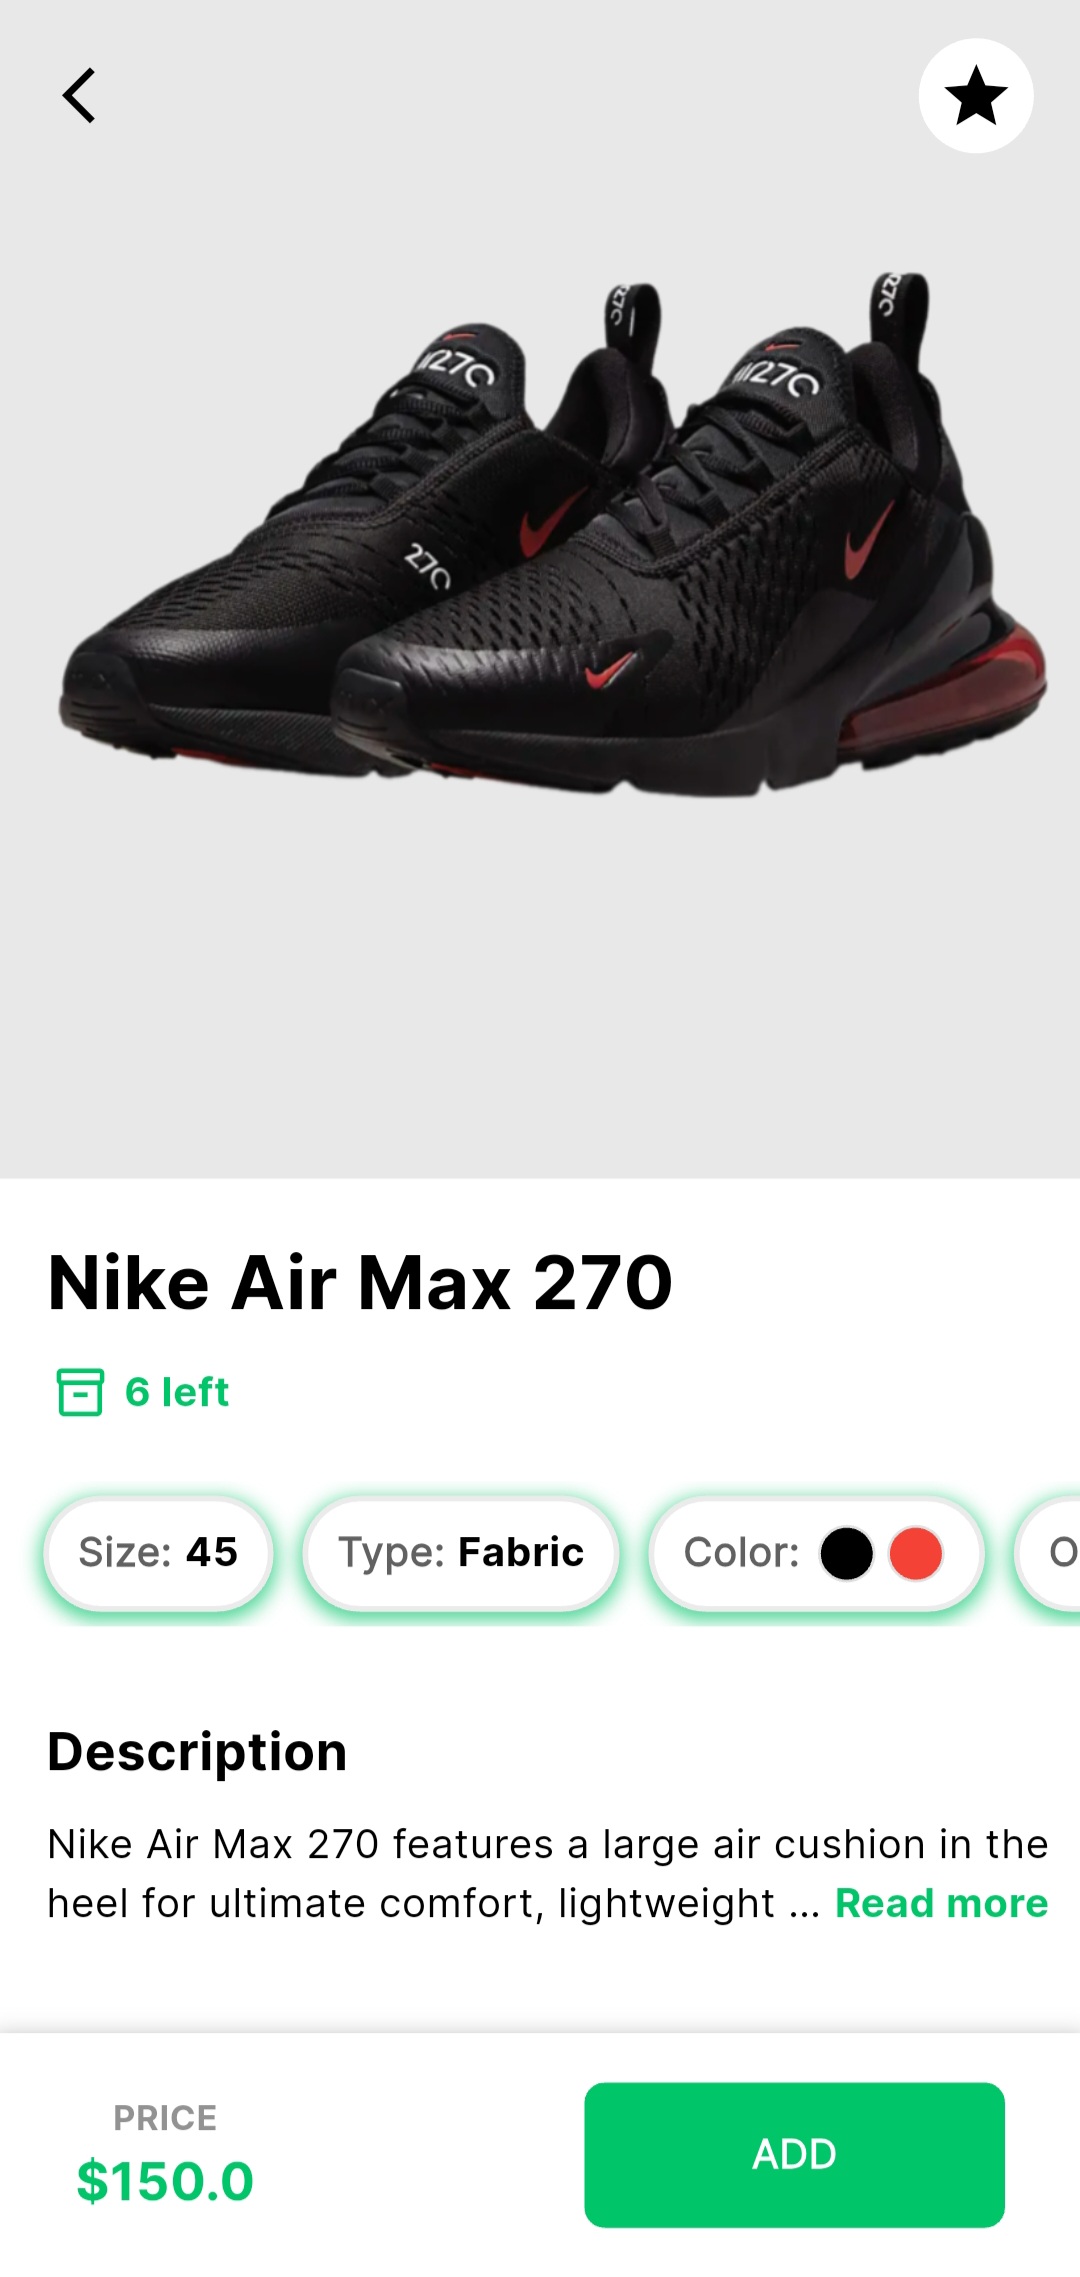 Nike Air Max 270
6 left
Size: 45
Type: Fabric
Color:
Description
Nike Air Max 270 features a large air cushion in the
heel for ultimate comfort, lightweight ... Read more
PRICE
$150.0
ADD